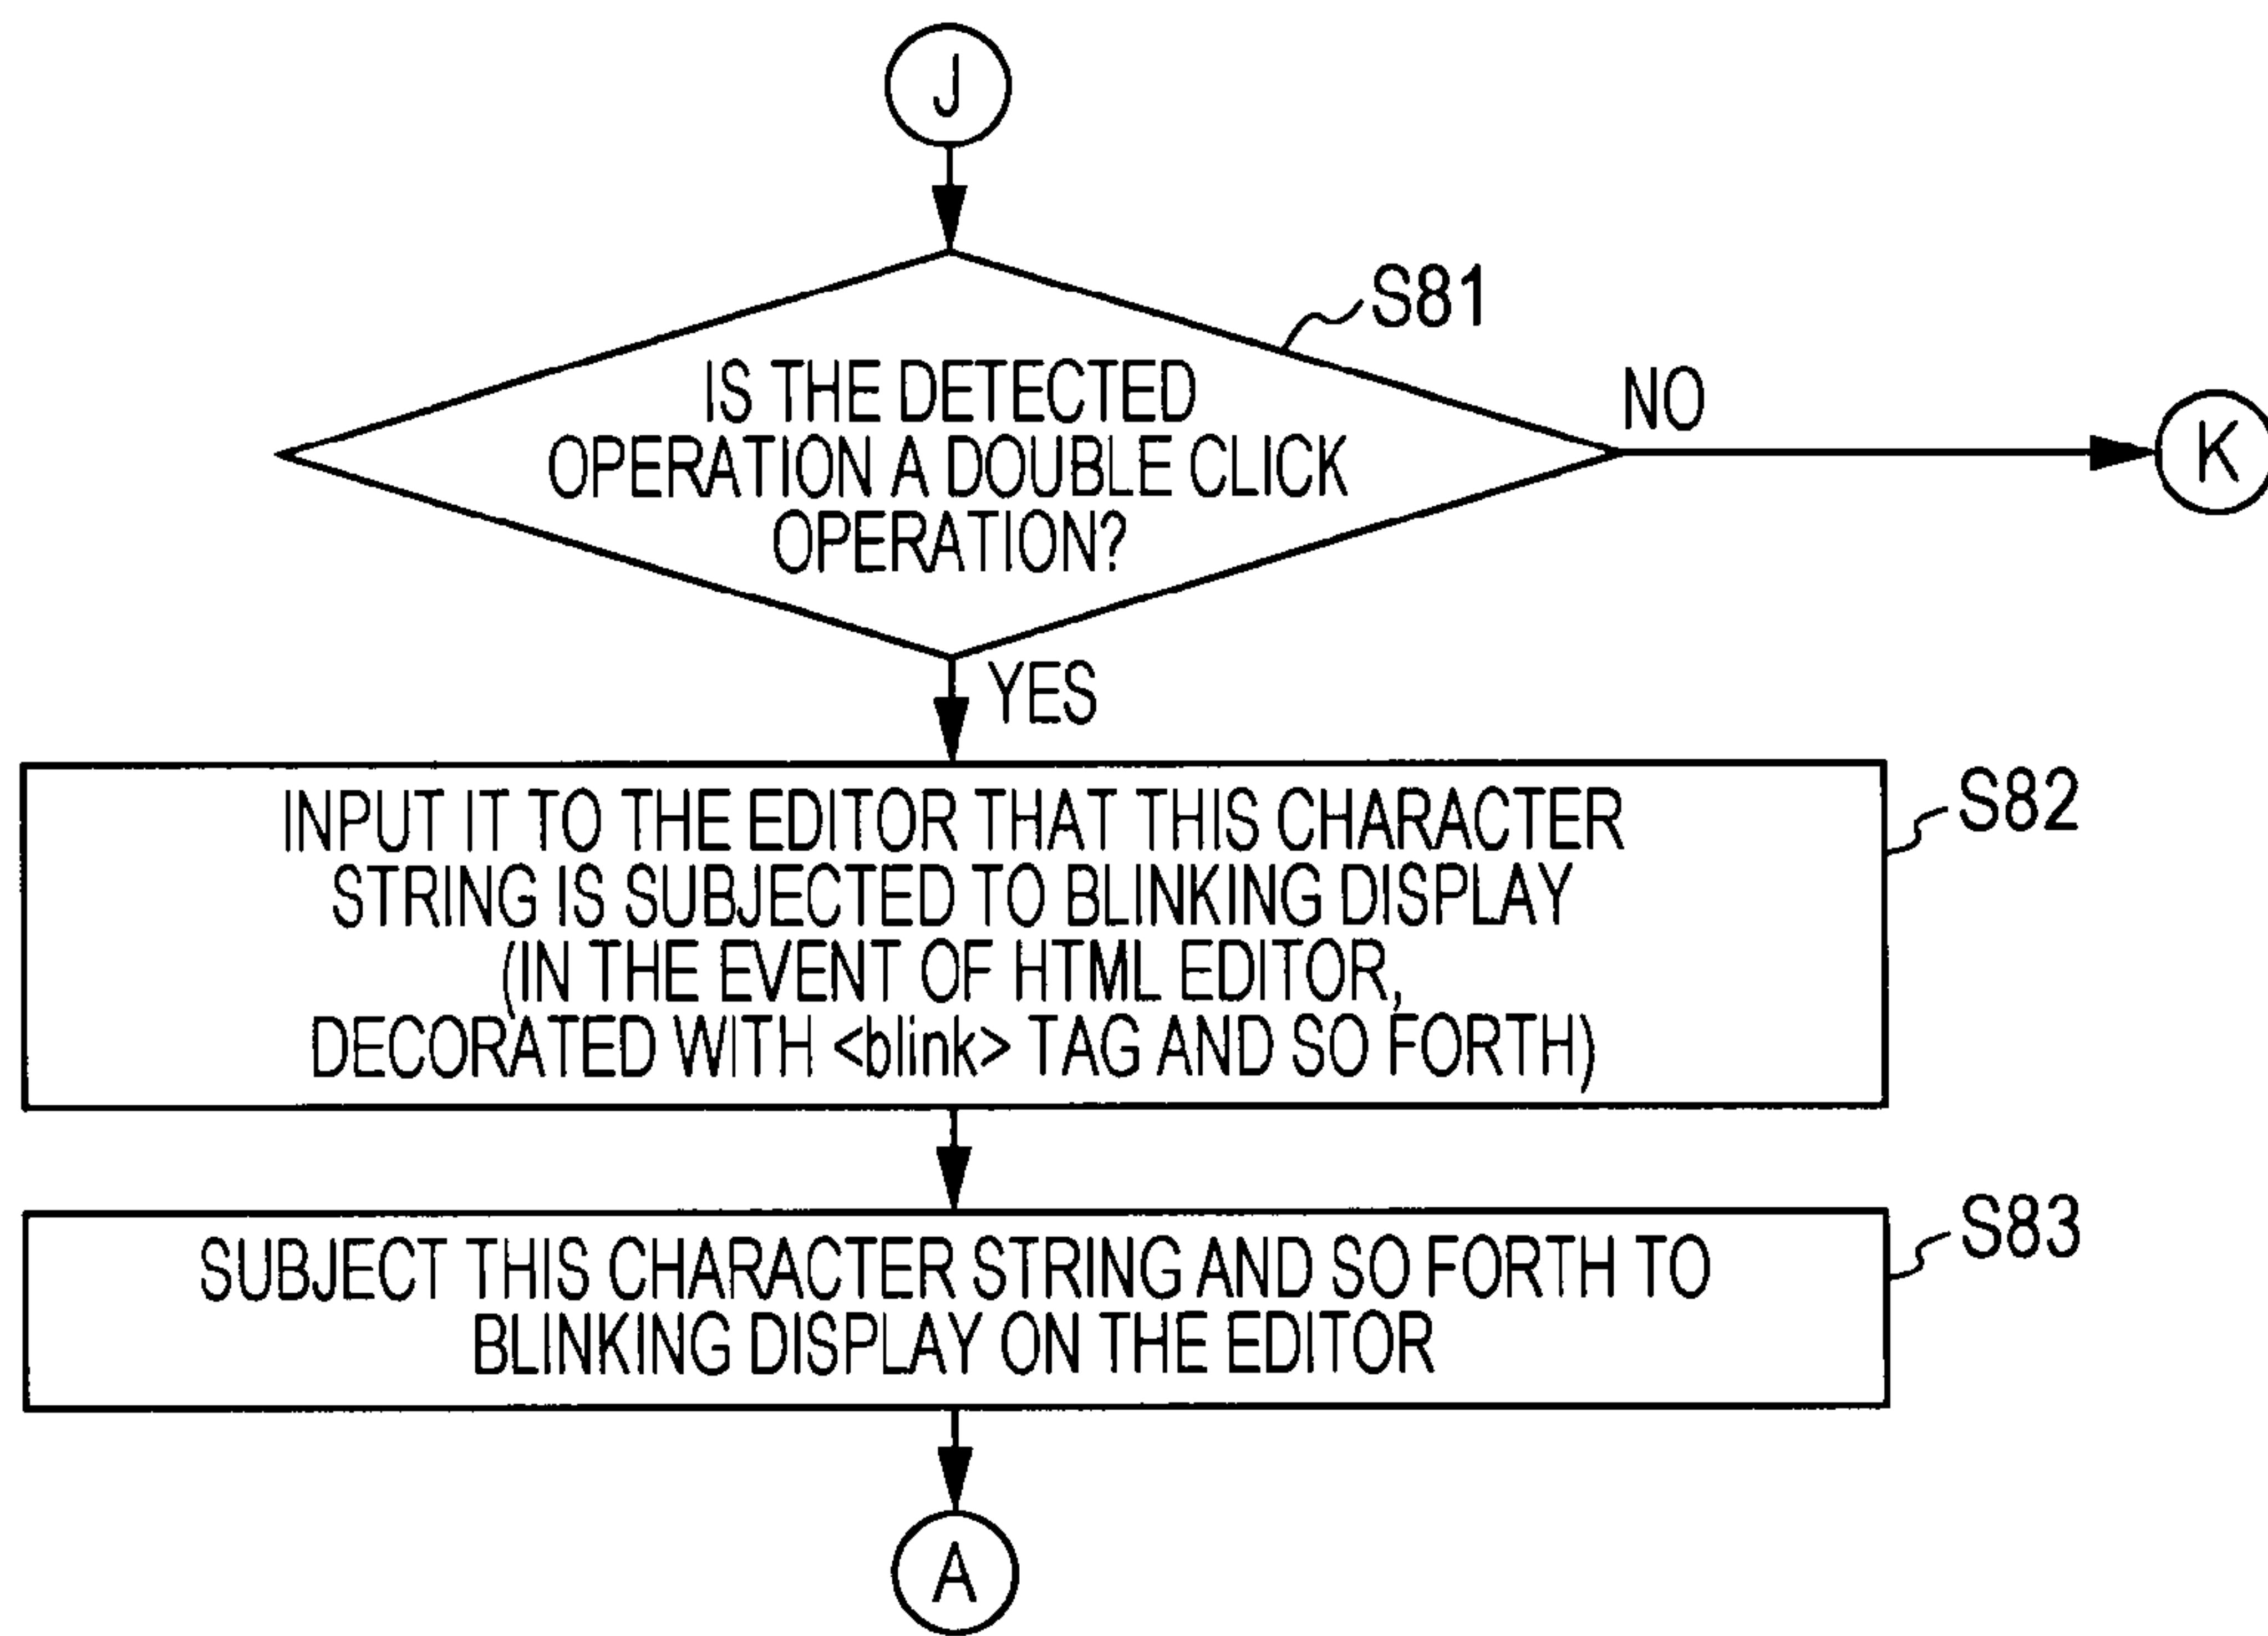 J
S81
IS THE DETECTED
OPERATION A DOUBLE CLICK
OPERATION?
NO
K
YES
INPUT IT TO THE EDITOR THAT THIS CHARACTER
STRING IS SUBJECTED TO BLINKING DISPLAY
(IN THE EVENT OF HTML EDITOR,
DECORATED WITH <blink> TAG AND SO FORTH)
S82
SUBJECT THIS CHARACTER STRING AND SO FORTH TO
BLINKING DISPLAY ON THE EDITOR
S83
A